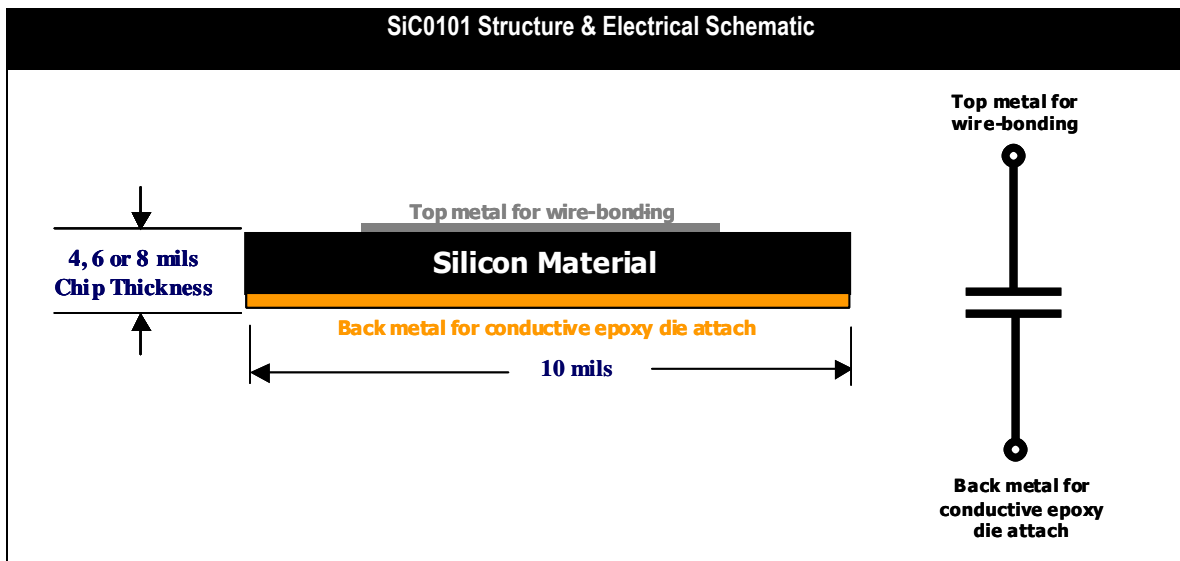 SiC0101 Structure & Electrical Schematic
Top metal for
wire-bonding
Top metal for wire-bonding
4, 6 or 8 mils
Chip Thickness
Silicon Material
Back metal for conductive epoxy die attach
10 mils
Back metal for
conductive epoxy
die attach